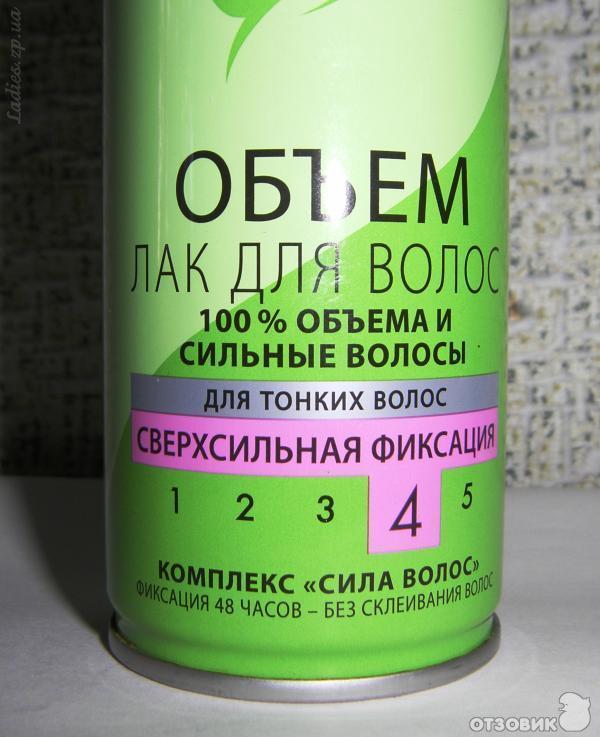 Ladies.zp.ua
ОБЪЕМ
ЛАК ДЛЯ ВОЛОС
100 % ОБЪЕМА И
СИЛЬНЫЕ ВОЛОСЫ
ДЛЯ ТОНКИХ ВОЛОС
СВЕРХСИЛЬНАЯ ФИКСАЦИЯ
1 2 3 4 5
КОМПЛЕКС «СИЛА ВОЛОС»
ФИКСАЦИЯ 48 ЧАСОВ – БЕЗ СКЛЕИВАНИЯ ВОЛОС
ОТЗОВИК